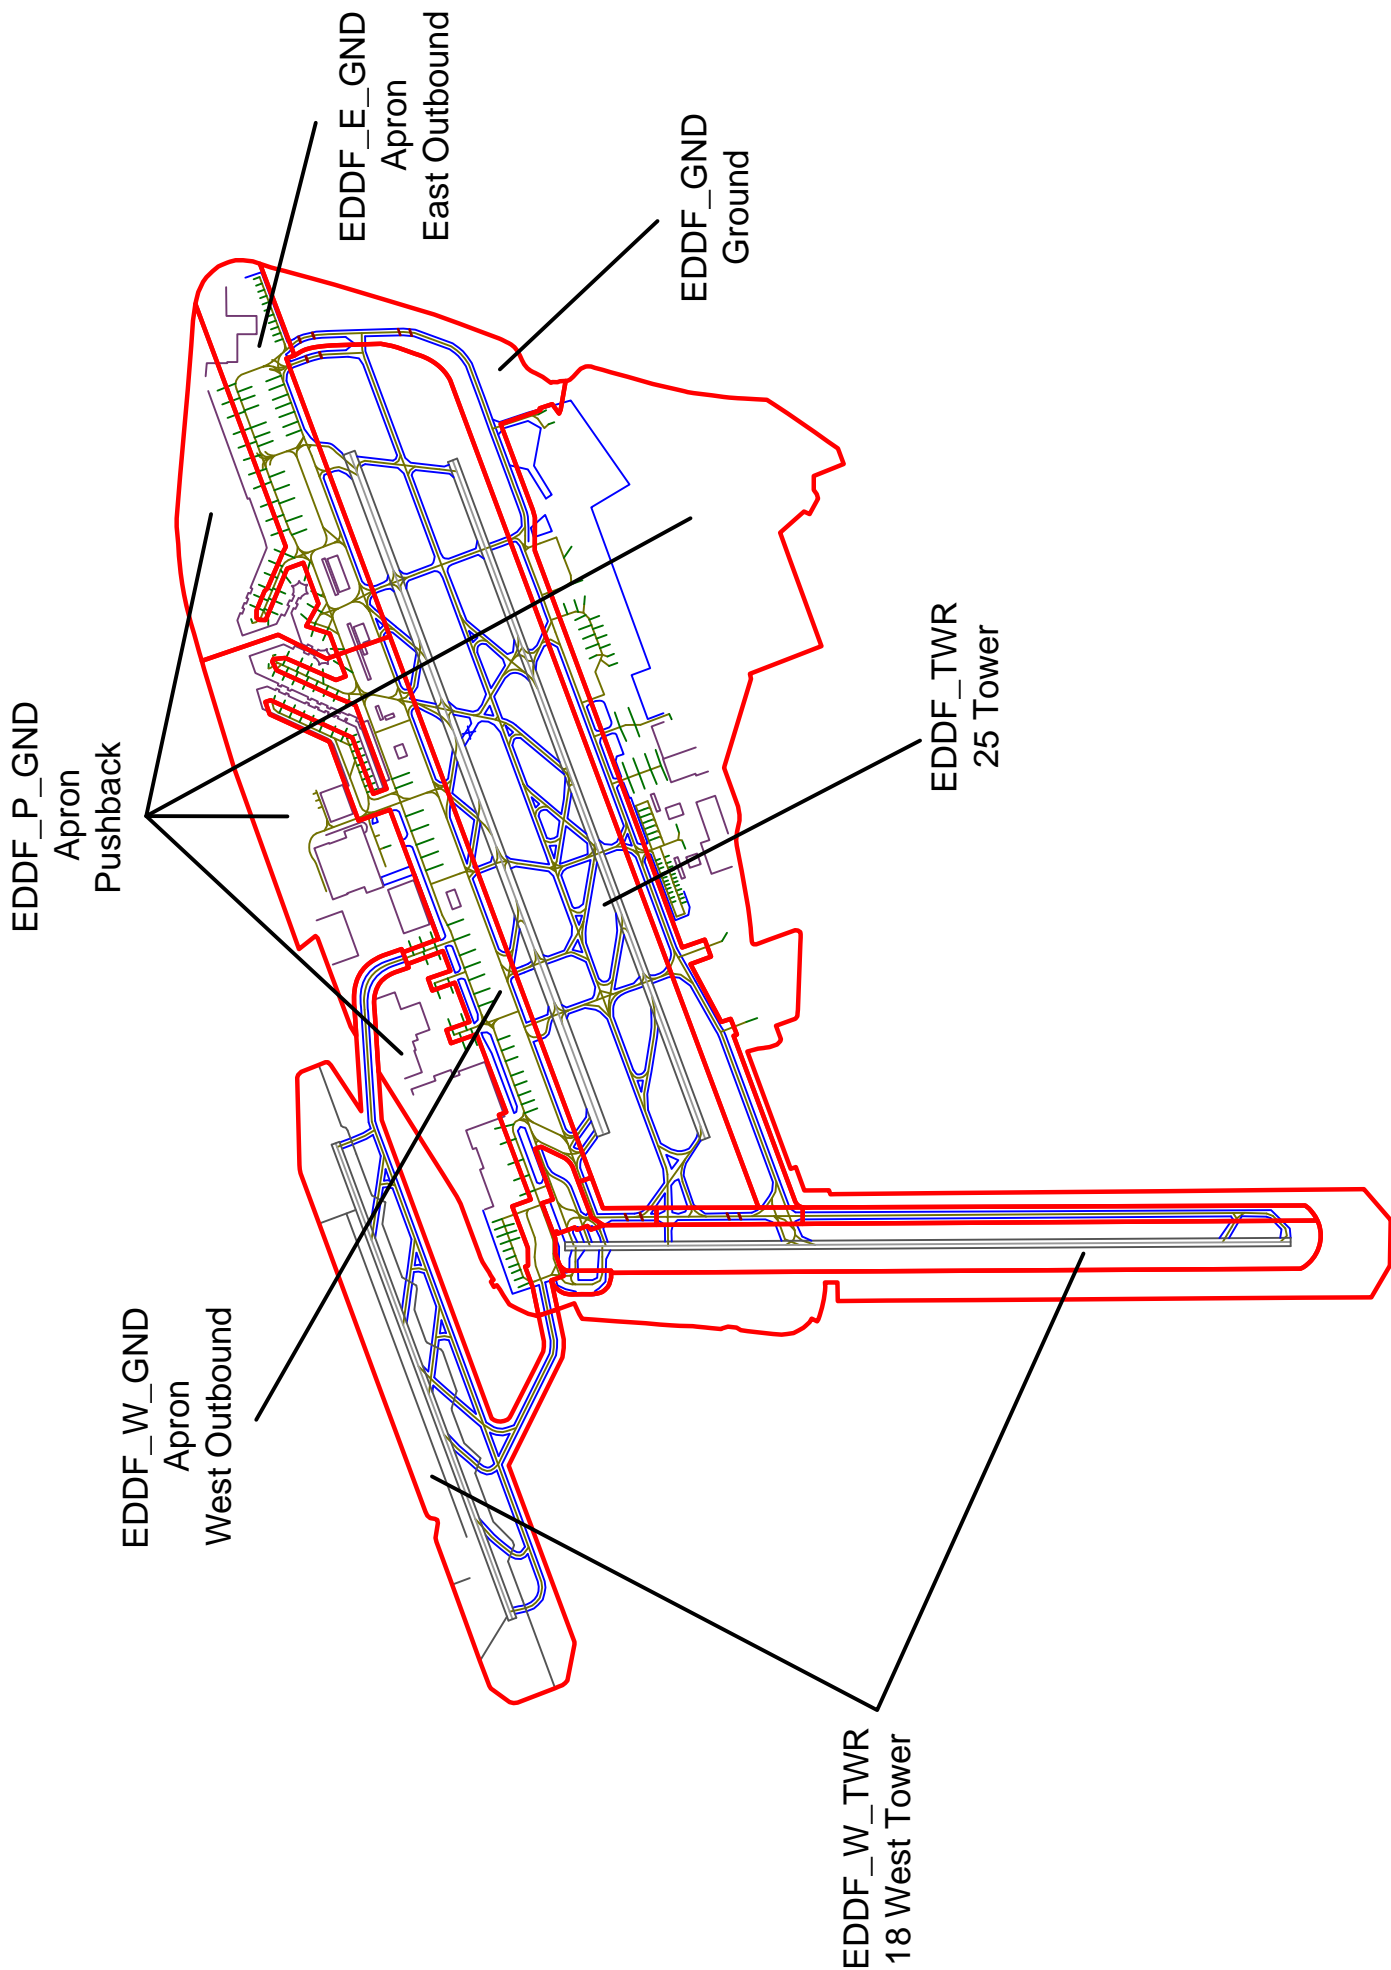 EDDF_P_GND
Apron
Pushback
EDDF_E_GND
Apron
East Outbound
EDDF_GND
Ground
EDDF_TWR
25 Tower
EDDF_W_GND
Apron
West Outbound
EDDF_W_TWR
18 West Tower